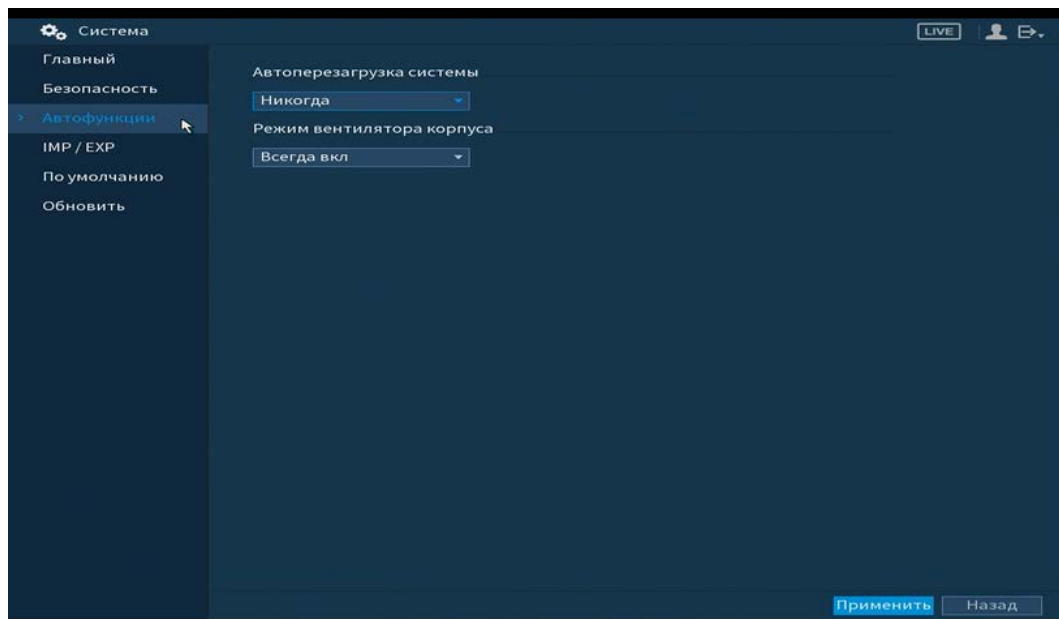 Система
LIVE
Главный
Безопасность
Автофункции
IMP / EXP
По умолчанию
Обновить
Автоперезагрузка системы
Никогда
Режим вентилятора корпуса
Всегда вкл
Применить
Назад